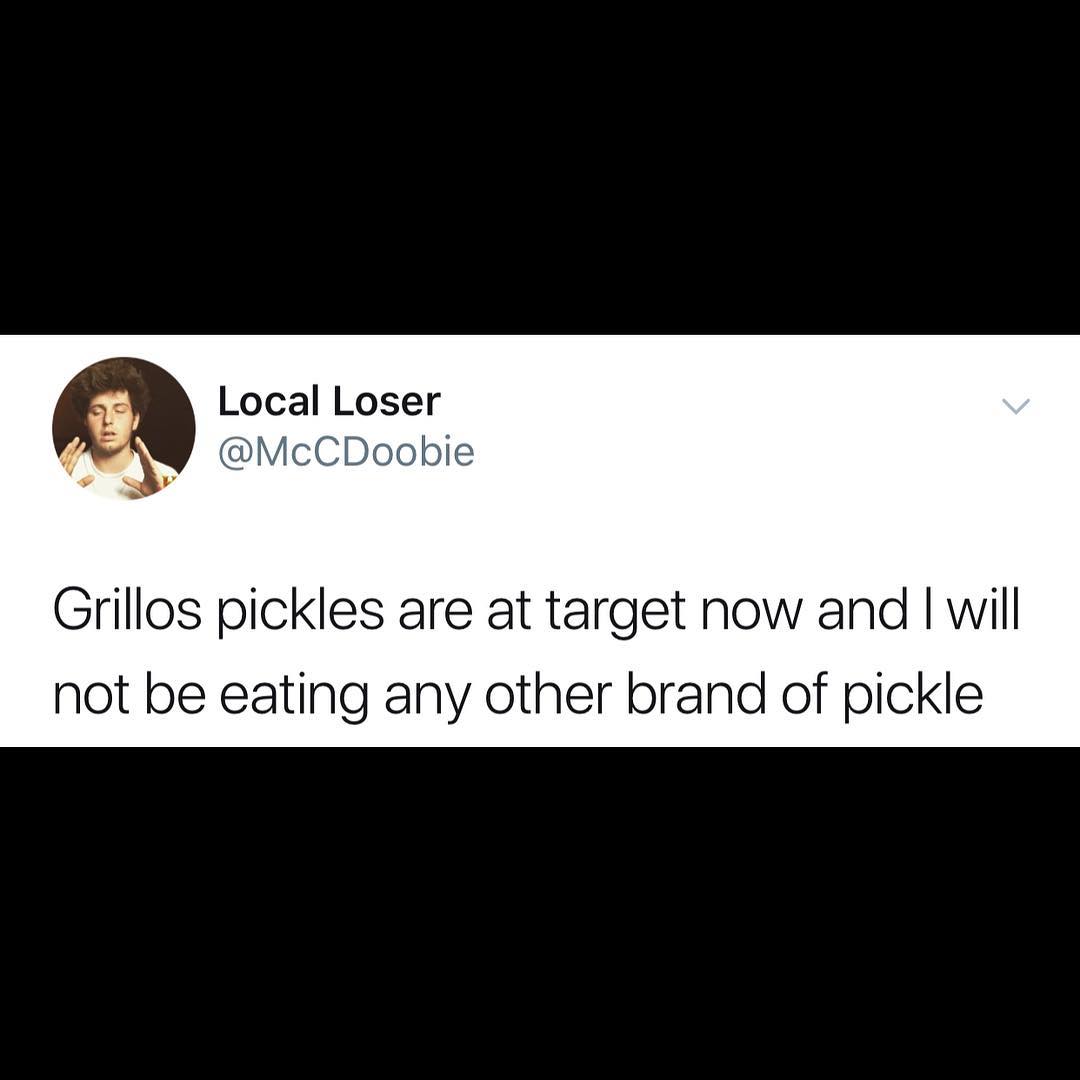 Local Loser
@McCDoobie
Grillos pickles are at target now and I will
not be eating any other brand of pickle